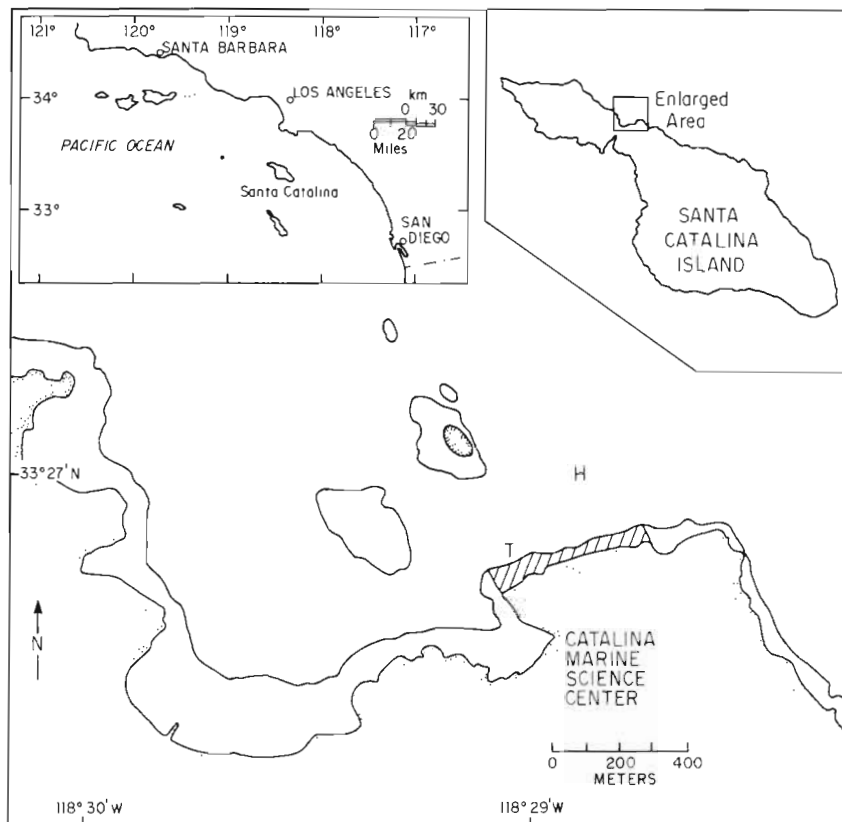 121° 120° 119° 118° 117°
SANTA BARBARA
34°
LOS ANGELES
km
0 30
0 20
Miles
PACIFIC OCEAN
Santa Catalina
33°
SAN
DIEGO
Enlarged
Area
SANTA
CATALINA
ISLAND
33°27'N
H
T
N
CATALINA
MARINE
SCIENCE
CENTER
0 200 400
METERS
118°30'W
118°29'W